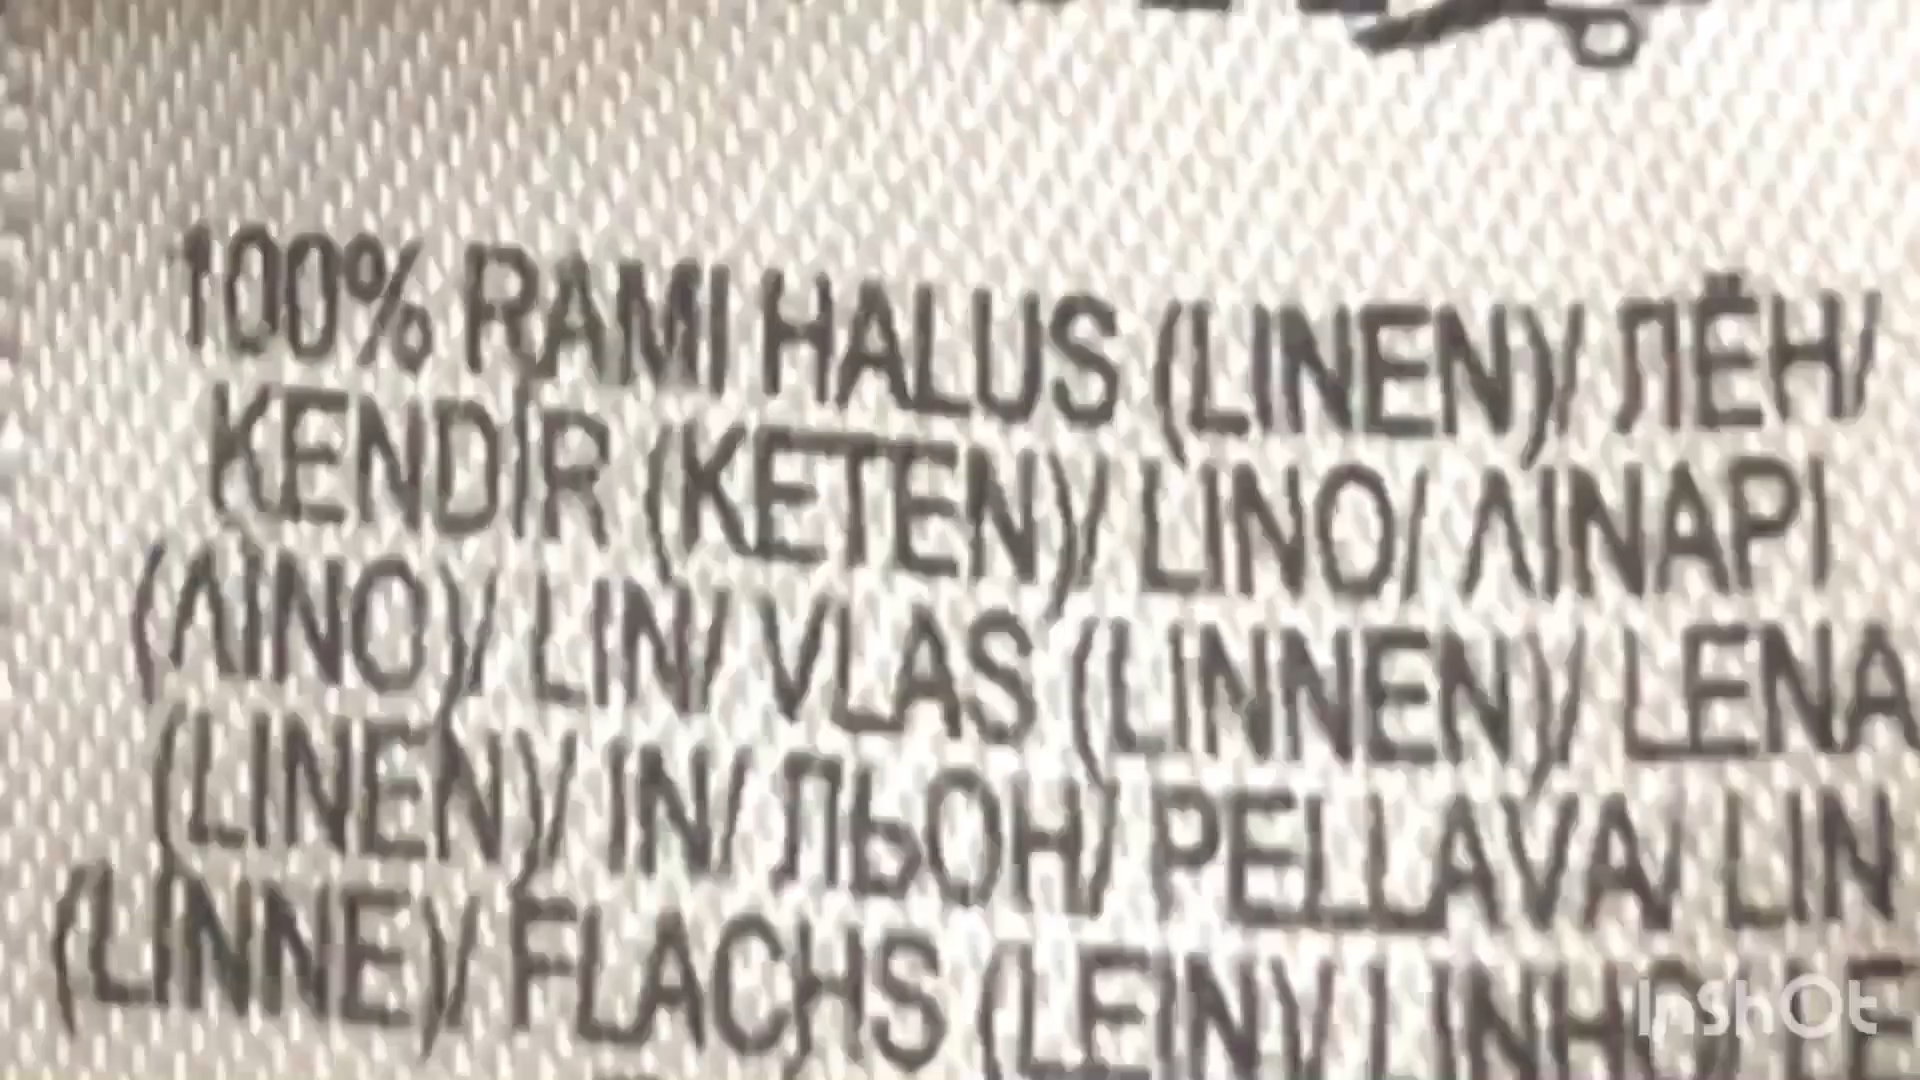 100% RAMI HALUS (LINEN)/ ЛЁН/
KENDİR (KETEN)/ LINO/ ΛΙΝΑΡΙ
(ΛΙΝΟ)/ LIN/ VLAS (LINNEN)/ LENA
(LINEN)/ IN/ ЛЬОН/ PELLAVA/ LIN
(LINNE)/ FLACHS (LEIN)/ LINHO/
InShOt